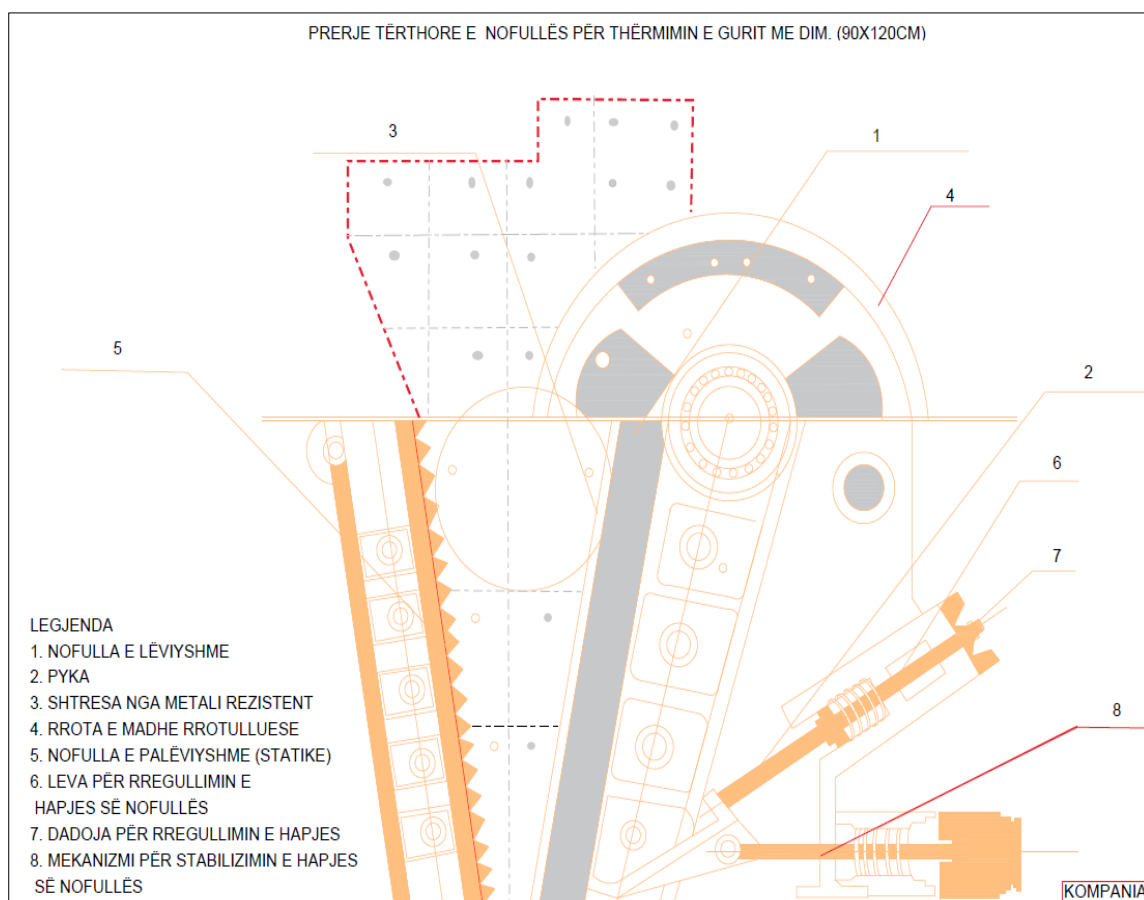 PRERJE TËRTHORE E NOFULLËS PËR THËRMIMIN E GURIT ME DIM. (90X120CM)
3
1
4
5
2
6
7
8
LEGJENDA
1. NOFULLA E LËVIYSHME
2. PYKA
3. SHTRESA NGA METALI REZISTENT
4. RROTA E MADHE RROTULLUESE
5. NOFULLA E PALËVIYSHME (STATIKE)
6. LEVA PËR RREGULLIMIN E
HAPJES SË NOFULLËS
7. DADOJA PËR RREGULLIMIN E HAPJES
8. MEKANIZMI PËR STABILIZIMIN E HAPJES
SË NOFULLËS
KOMPANIA